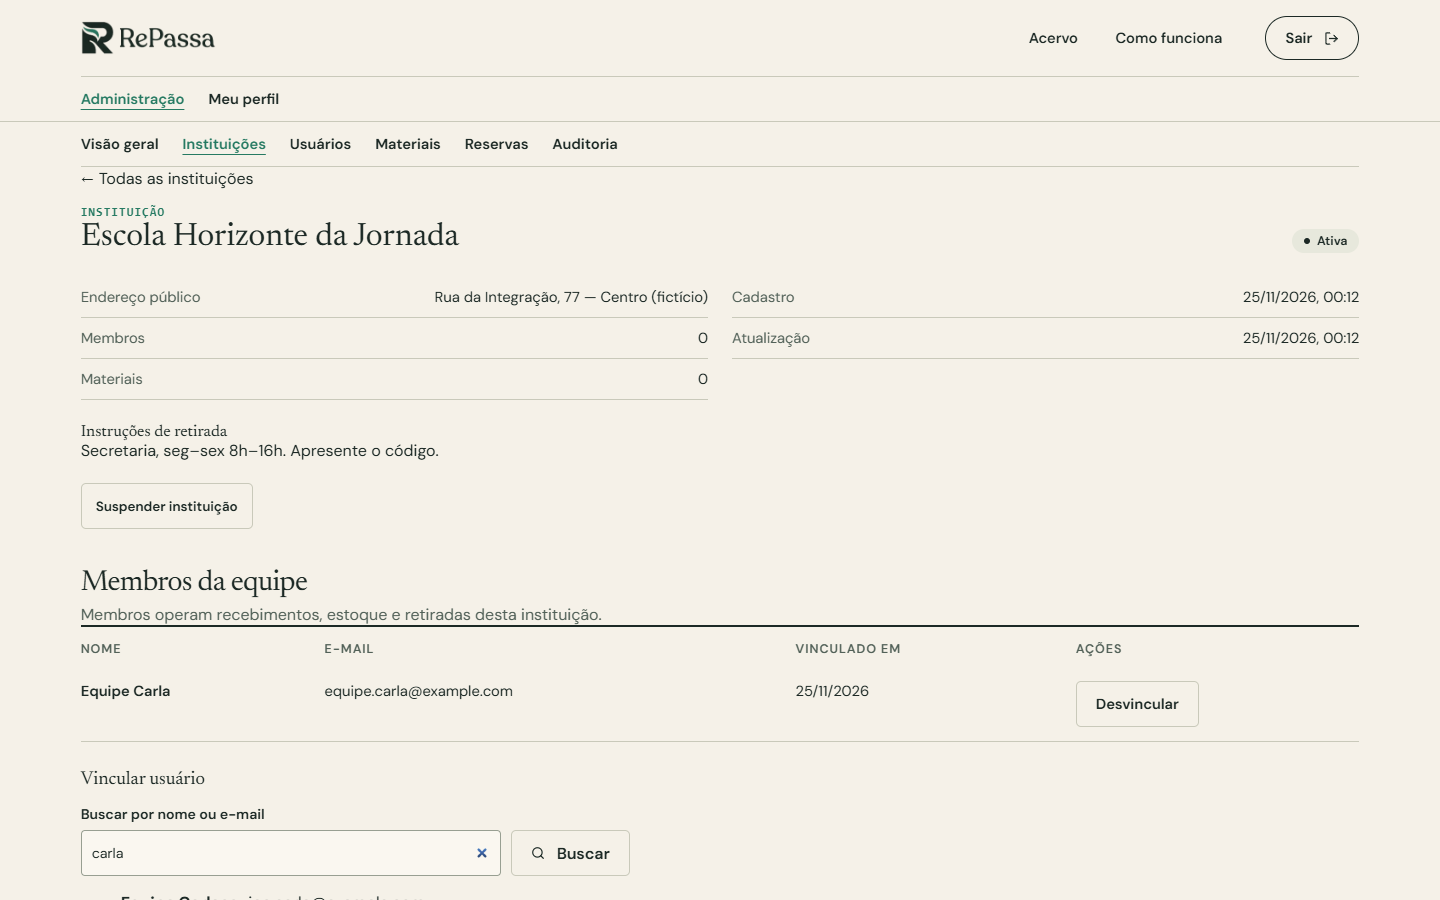 RePassa
Acervo
Como funciona
Sair
Administração
Meu perfil
Visão geral
Instituições
Usuários
Materiais
Reservas
Auditoria
← Todas as instituições
INSTITUIÇÃO
Escola Horizonte da Jornada
Ativa
Endereço público
Rua da Integração, 77 — Centro (fictício)
Cadastro
25/11/2026, 00:12
Membros
0
Atualização
25/11/2026, 00:12
Materiais
0
Instruções de retirada
Secretaria, seg–sex 8h–16h. Apresente o código.
Suspender instituição
Membros da equipe
Membros operam recebimentos, estoque e retiradas desta instituição.
NOME
E-MAIL
VINCULADO EM
AÇÕES
Equipe Carla
equipe.carla@example.com
25/11/2026
Desvincular
Vincular usuário
Buscar por nome ou e-mail
carla
Buscar